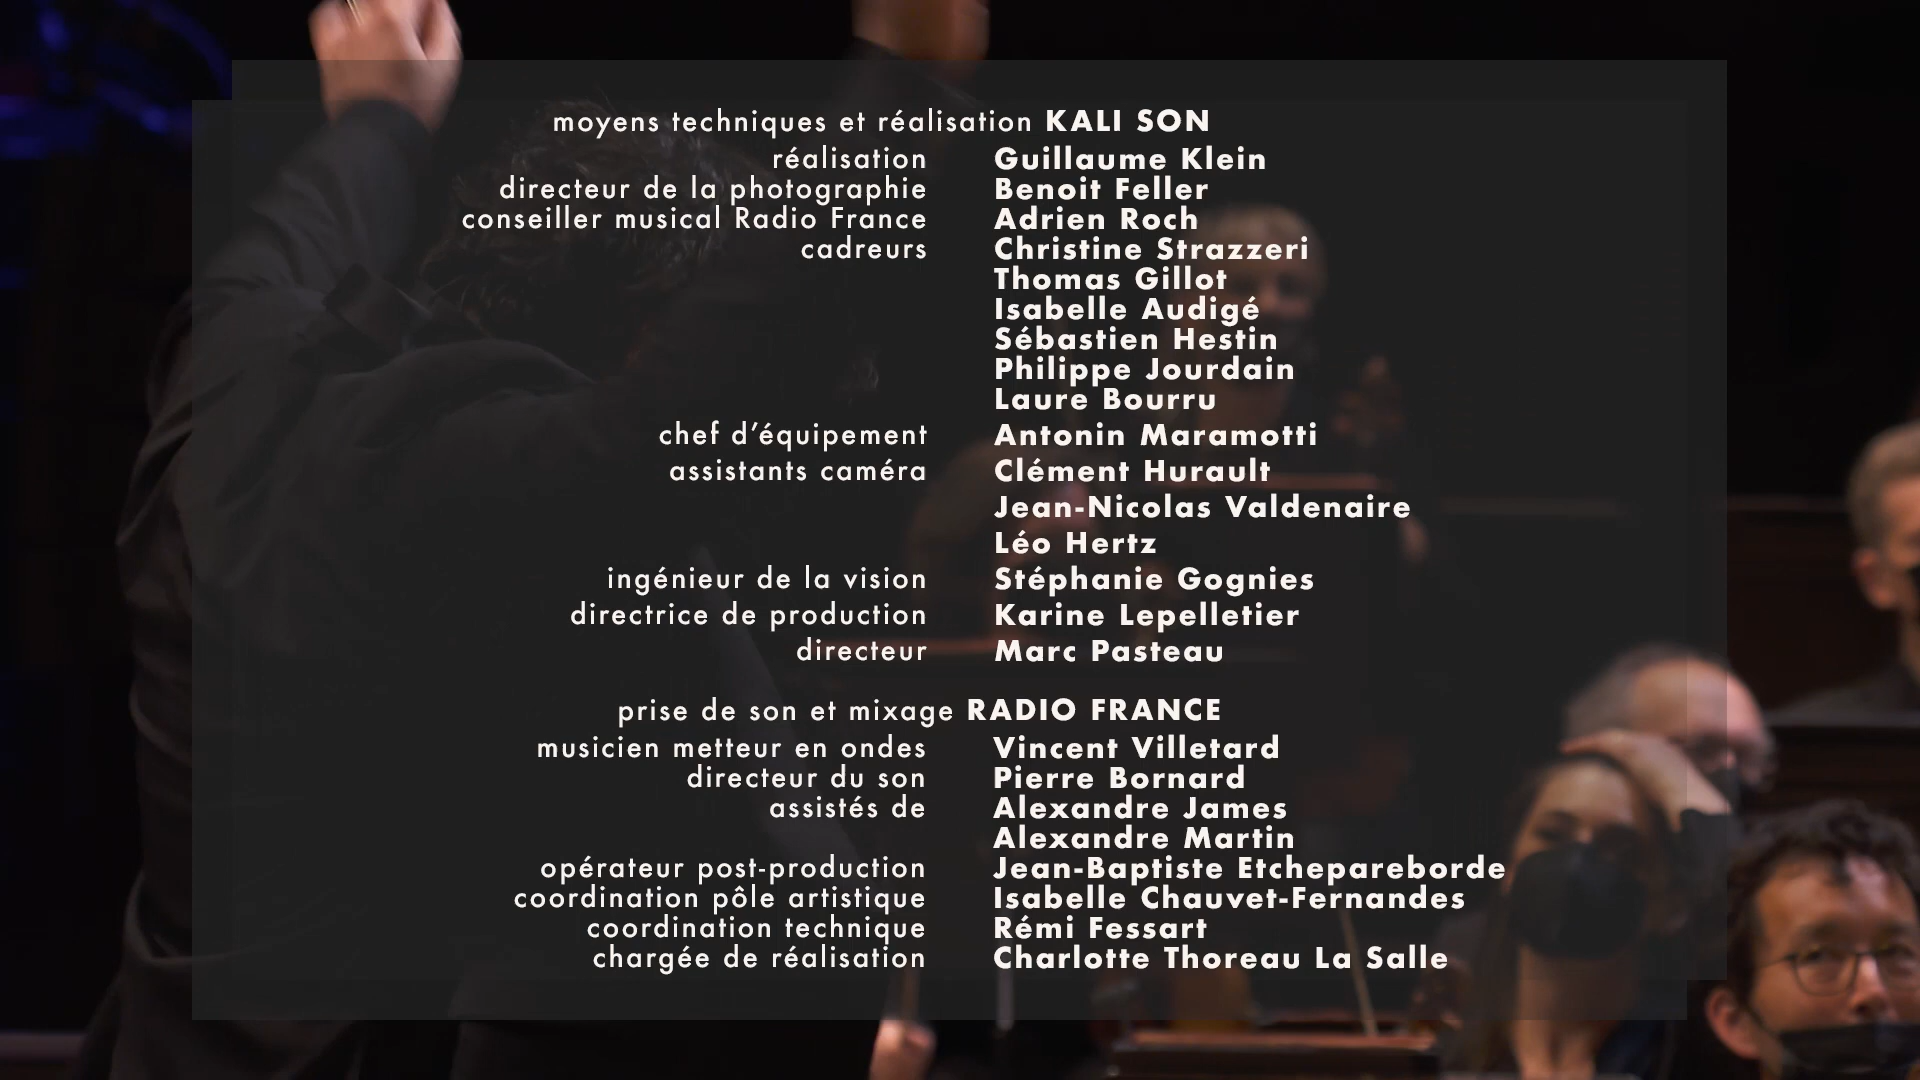 moyens techniques et réalisation KALI SON
réalisation Guillaume Klein
directeur de la photographie Benoit Feller
conseiller musical Radio France Adrien Roch
cadreurs Christine Strazzeri
Thomas Gillot
Isabelle Audigé
Sébastien Hestin
Philippe Jourdain
Laure Bourru
chef d’équipement Antonin Maramotti
assistants caméra Clément Hurault
Jean-Nicolas Valdenaire
Léo Hertz
ingénieur de la vision Stéphanie Gognies
directrice de production Karine Lepelletier
directeur Marc Pasteau
prise de son et mixage RADIO FRANCE
musicien metteur en ondes Vincent Villetard
directeur du son Pierre Bornard
assistés de Alexandre James
Alexandre Martin
opérateur post-production Jean-Baptiste Etchepareborde
coordination pôle artistique Isabelle Chauvet-Fernandes
coordination technique Rémi Fessart
chargée de réalisation Charlotte Thoreau La Salle